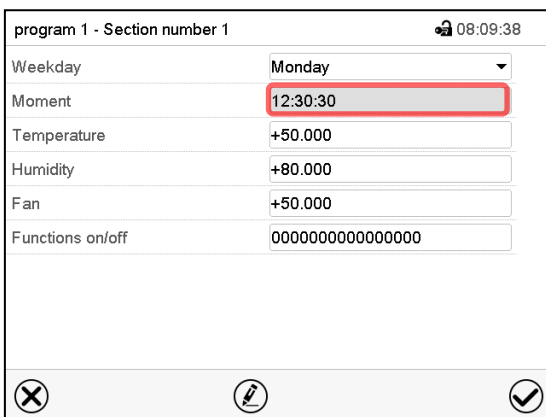 program 1 - Section number 1 08:09:38
Weekday Monday
Moment 12:30:30
Temperature +50.000
Humidity +80.000
Fan +50.000
Functions on/off 0000000000000000